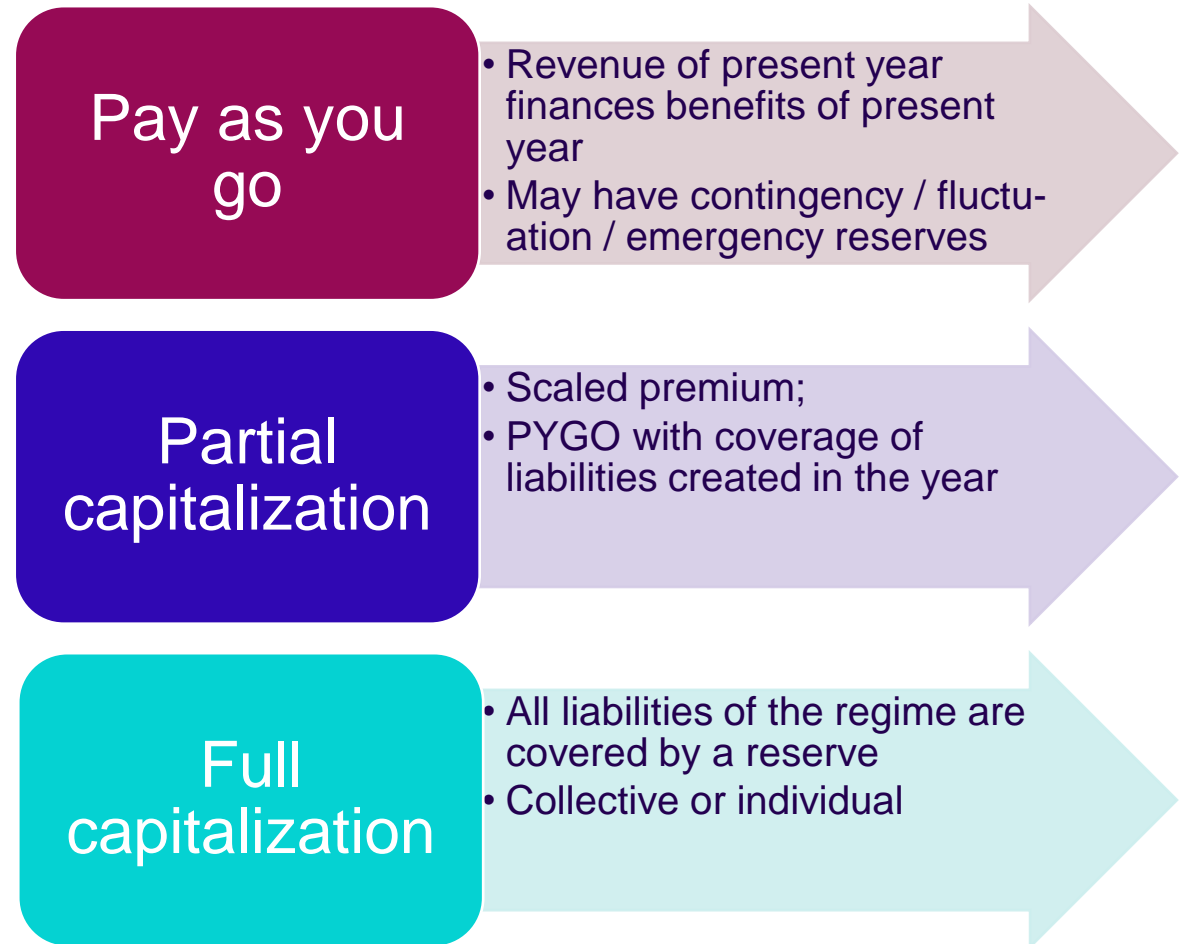 Pay as you
go
• Revenue of present year
finances benefits of present
year
• May have contingency / fluctu-
ation / emergency reserves
Partial
capitalization
• Scaled premium;
• PYGO with coverage of
liabilities created in the year
Full
capitalization
• All liabilities of the regime are
covered by a reserve
• Collective or individual